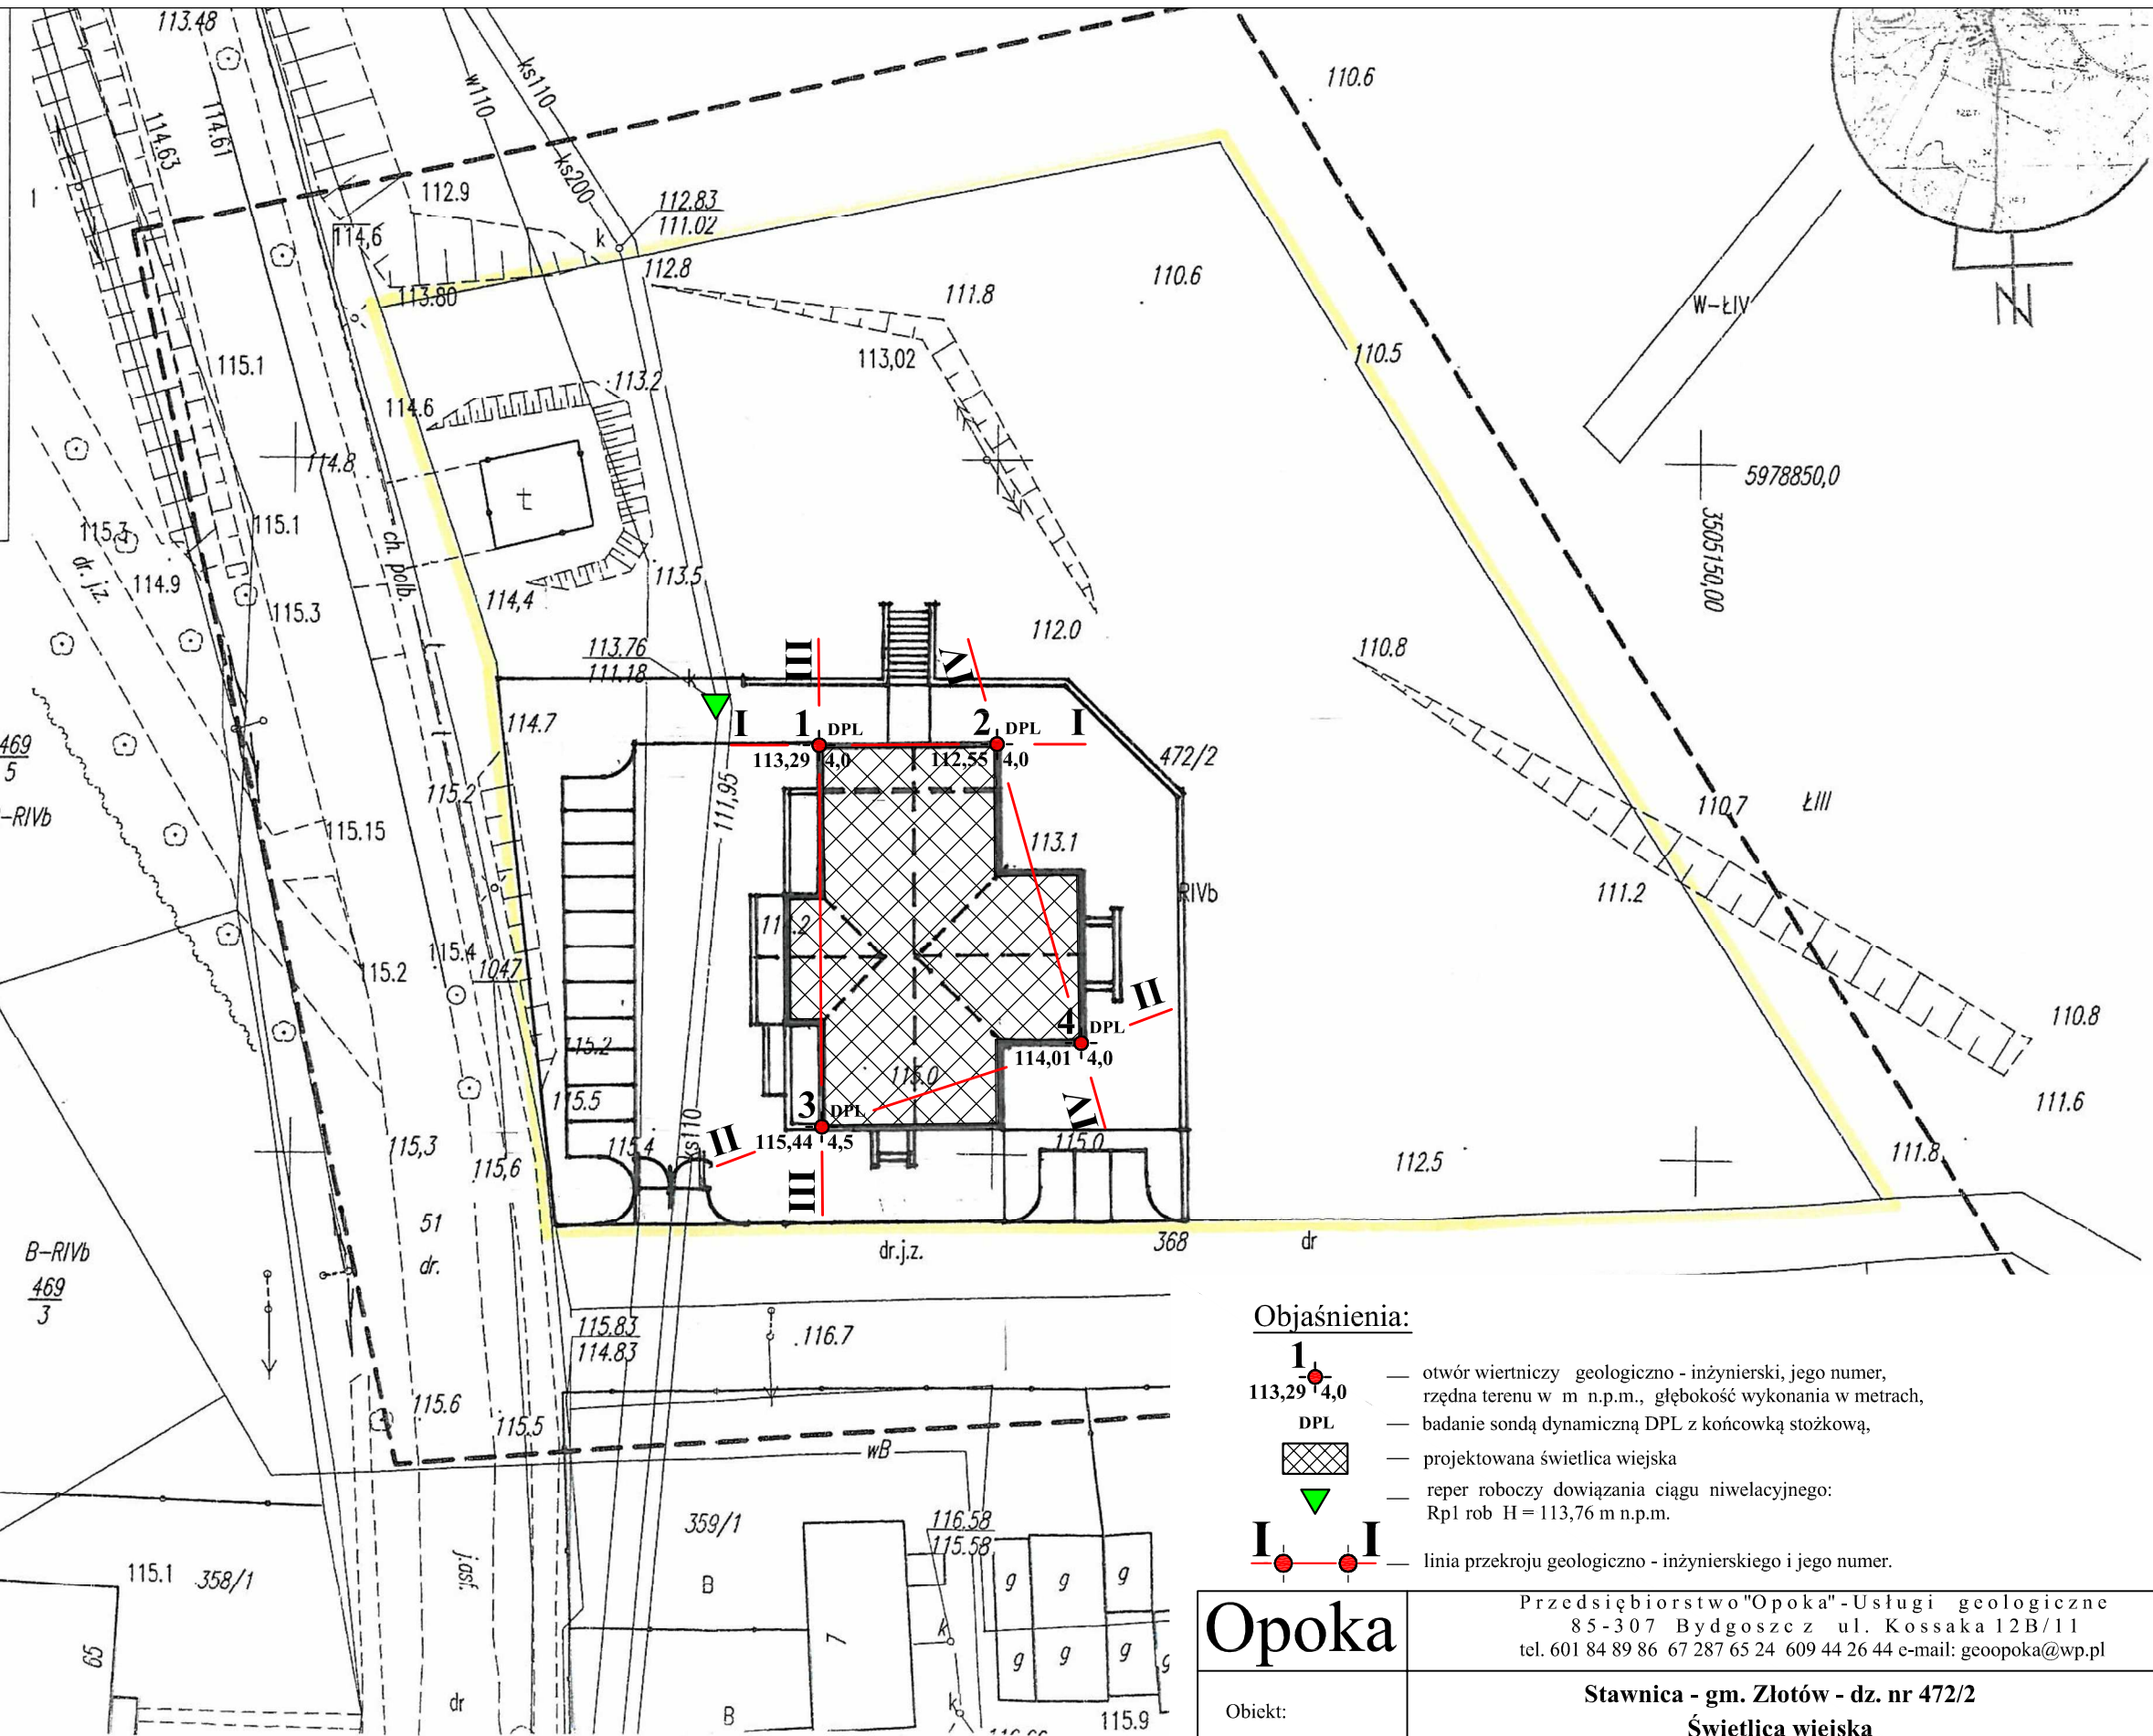 113.48
110.6
w110
ks110
114.63
114.61
ks200
112.9
112.83
111.02
k
114,6
112.8
113.80
111.8
110.6
W-ŁIV
N
113,02
110.5
115.1
113.2
114.6
114.8
t
5978850,0
3505150,00
115.3
115.1
ch. polb.
dr. j.z.
114.9
115.3
113.5
114,4
112.0
110.8
113.76
111.18
III
IV
114.7
I
1
DPL
2
DPL
I
113,29
4,0
112,55
4,0
472/2
469
5
-RIVb
115,2
111,95
115.15
113.1
110,7
ŁIII
RIVb
111.2
115.4
1047
115.2
II
4
DPL
114,01
4,0
110.8
115.2
115.0
115.5
3
DPL
II
115,44
4,5
IV
115.0
111.6
115,3
115,6
115.4
ks110
III
112.5
111.8
51
dr.
B-RIVb
469
3
dr.j.z.
368
dr
115.83
114.83
116.7
115.6
115.5
wB
359/1
116.58
115.58
115.1
358/1
j.asf.
B
7
g
g
g
g
g
g
g
k
k
65
dr
B
115.9
Objaśnienia:
1
113,29 4,0
— otwór wiertniczy geologiczno - inżynierski, jego numer,
rzędna terenu w m n.p.m., głębokość wykonania w metrach,
DPL — badanie sondą dynamiczną DPL z końcowką stożkową,
— projektowana świetlica wiejska
— reper roboczy dowiązania ciągu niwelacyjnego:
Rp1 rob H = 113,76 m n.p.m.
I I — linia przekroju geologiczno - inżynierskiego i jego numer.
Opoka
Przedsiębiorstwo "Opoka" - Usługi geologiczne
85-307 Bydgoszcz ul. Kossaka 12B/11
tel. 601 84 89 86 67 287 65 24 609 44 26 44 e-mail: geoopoka@wp.pl
Obiekt:
Stawnica - gm. Złotów - dz. nr 472/2
Świetlica wiejska